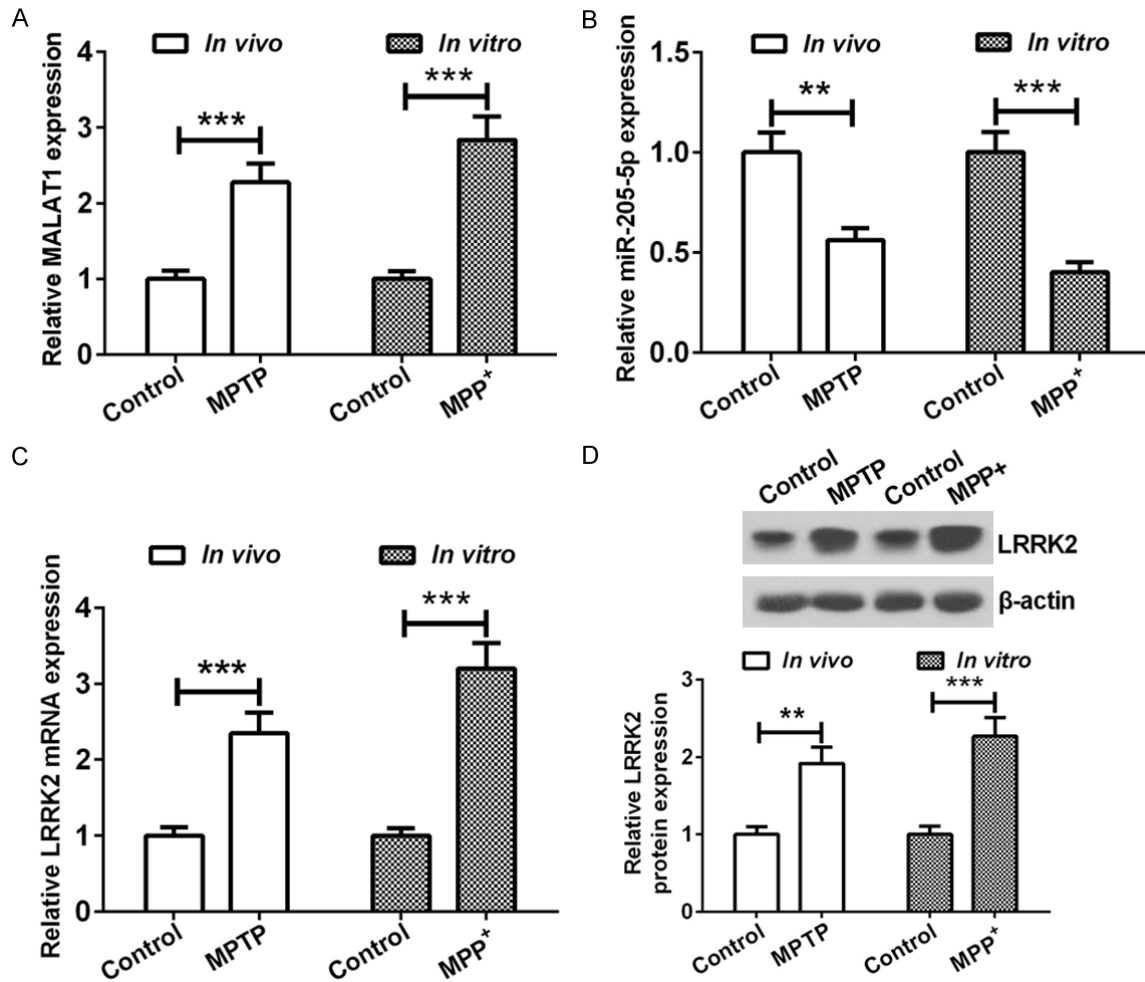 A
Relative MALAT1 expression
In vivo
In vitro
4
3
2
1
0
***
***
Control
MPTP
Control
MPP+
B
Relative miR-205-5p expression
In vivo
In vitro
1.5
1.0
0.5
0.0
**
***
Control
MPTP
Control
MPP+
C
Relative LRRK2 mRNA expression
In vivo
In vitro
4
3
2
1
0
***
***
Control
MPTP
Control
MPP+
D
Control
MPTP
Control
MPP+
LRRK2
β-actin
In vivo
In vitro
Relative LRRK2
protein expression
3
2
1
0
**
***
Control
MPTP
Control
MPP+